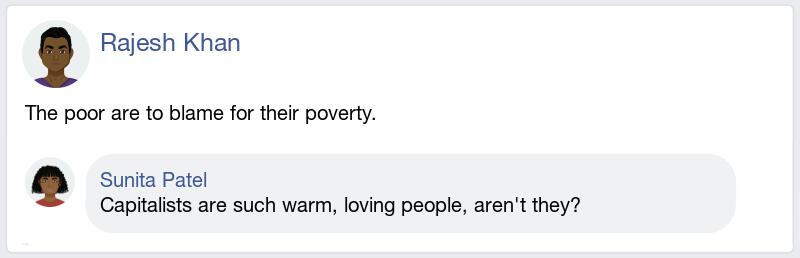 Rajesh Khan
The poor are to blame for their poverty.
Sunita Patel
Capitalists are such warm, loving people, aren't they?